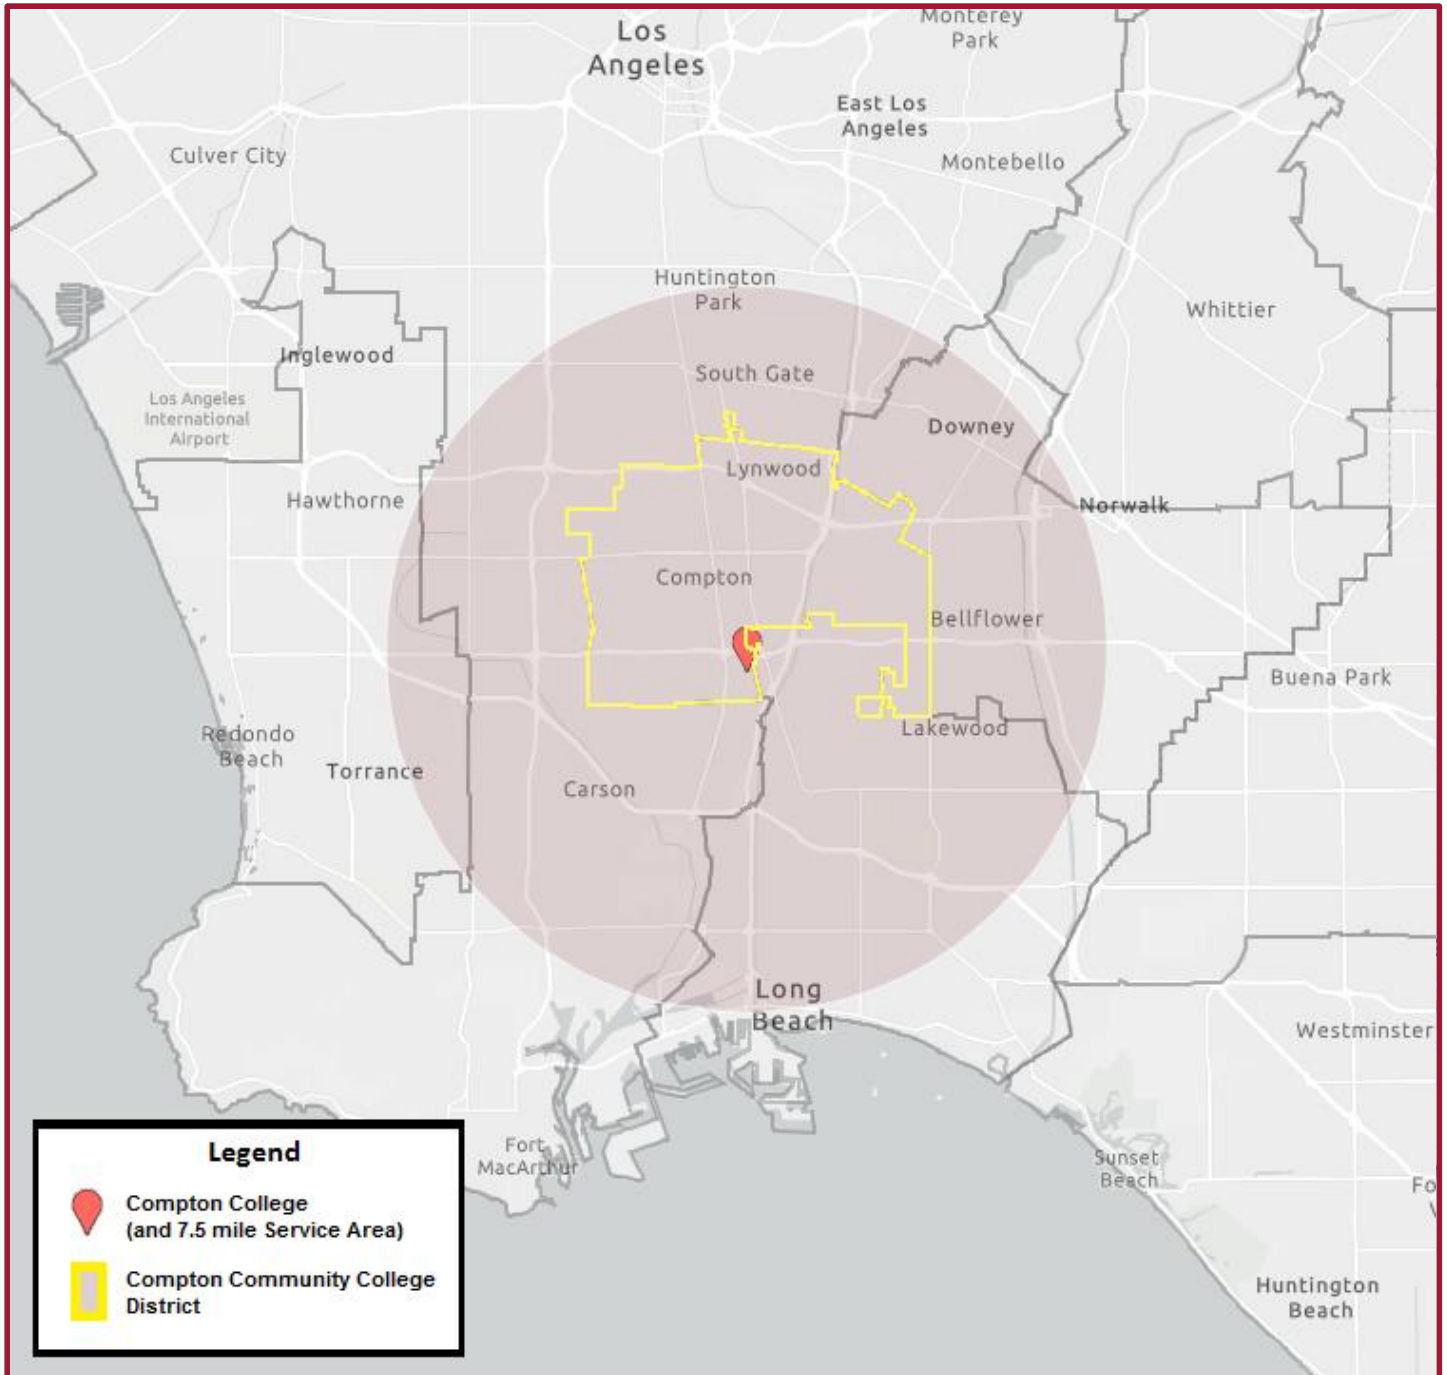 Monterey
Park
Los
Angeles
East Los
Angeles
Culver City
Montebello
Huntington
Park
Whittier
Inglewood
South Gate
Los Angeles
International
Airport
Downey
Lynwood
Hawthorne
Norwalk
Compton
Bellflower
Buena Park
Redondo
Beach
Lakewood
Torrance
Carson
Long
Beach
Westminster
Fort
MacArthur
Sunset
Beach
Fo
Huntington
Beach
Legend
Compton College
(and 7.5 mile Service Area)
Compton Community College
District